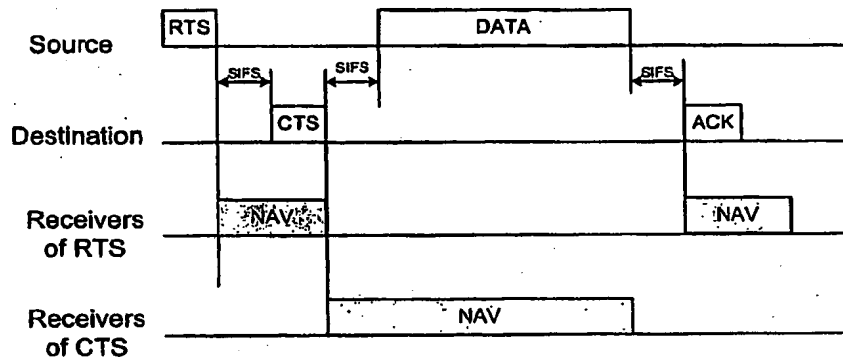 RTS
DATA
Source
SIFS
SIFS
SIFS
Destination
CTS
ACK
Receivers
of RTS
NAV
NAV
Receivers
of CTS
NAV